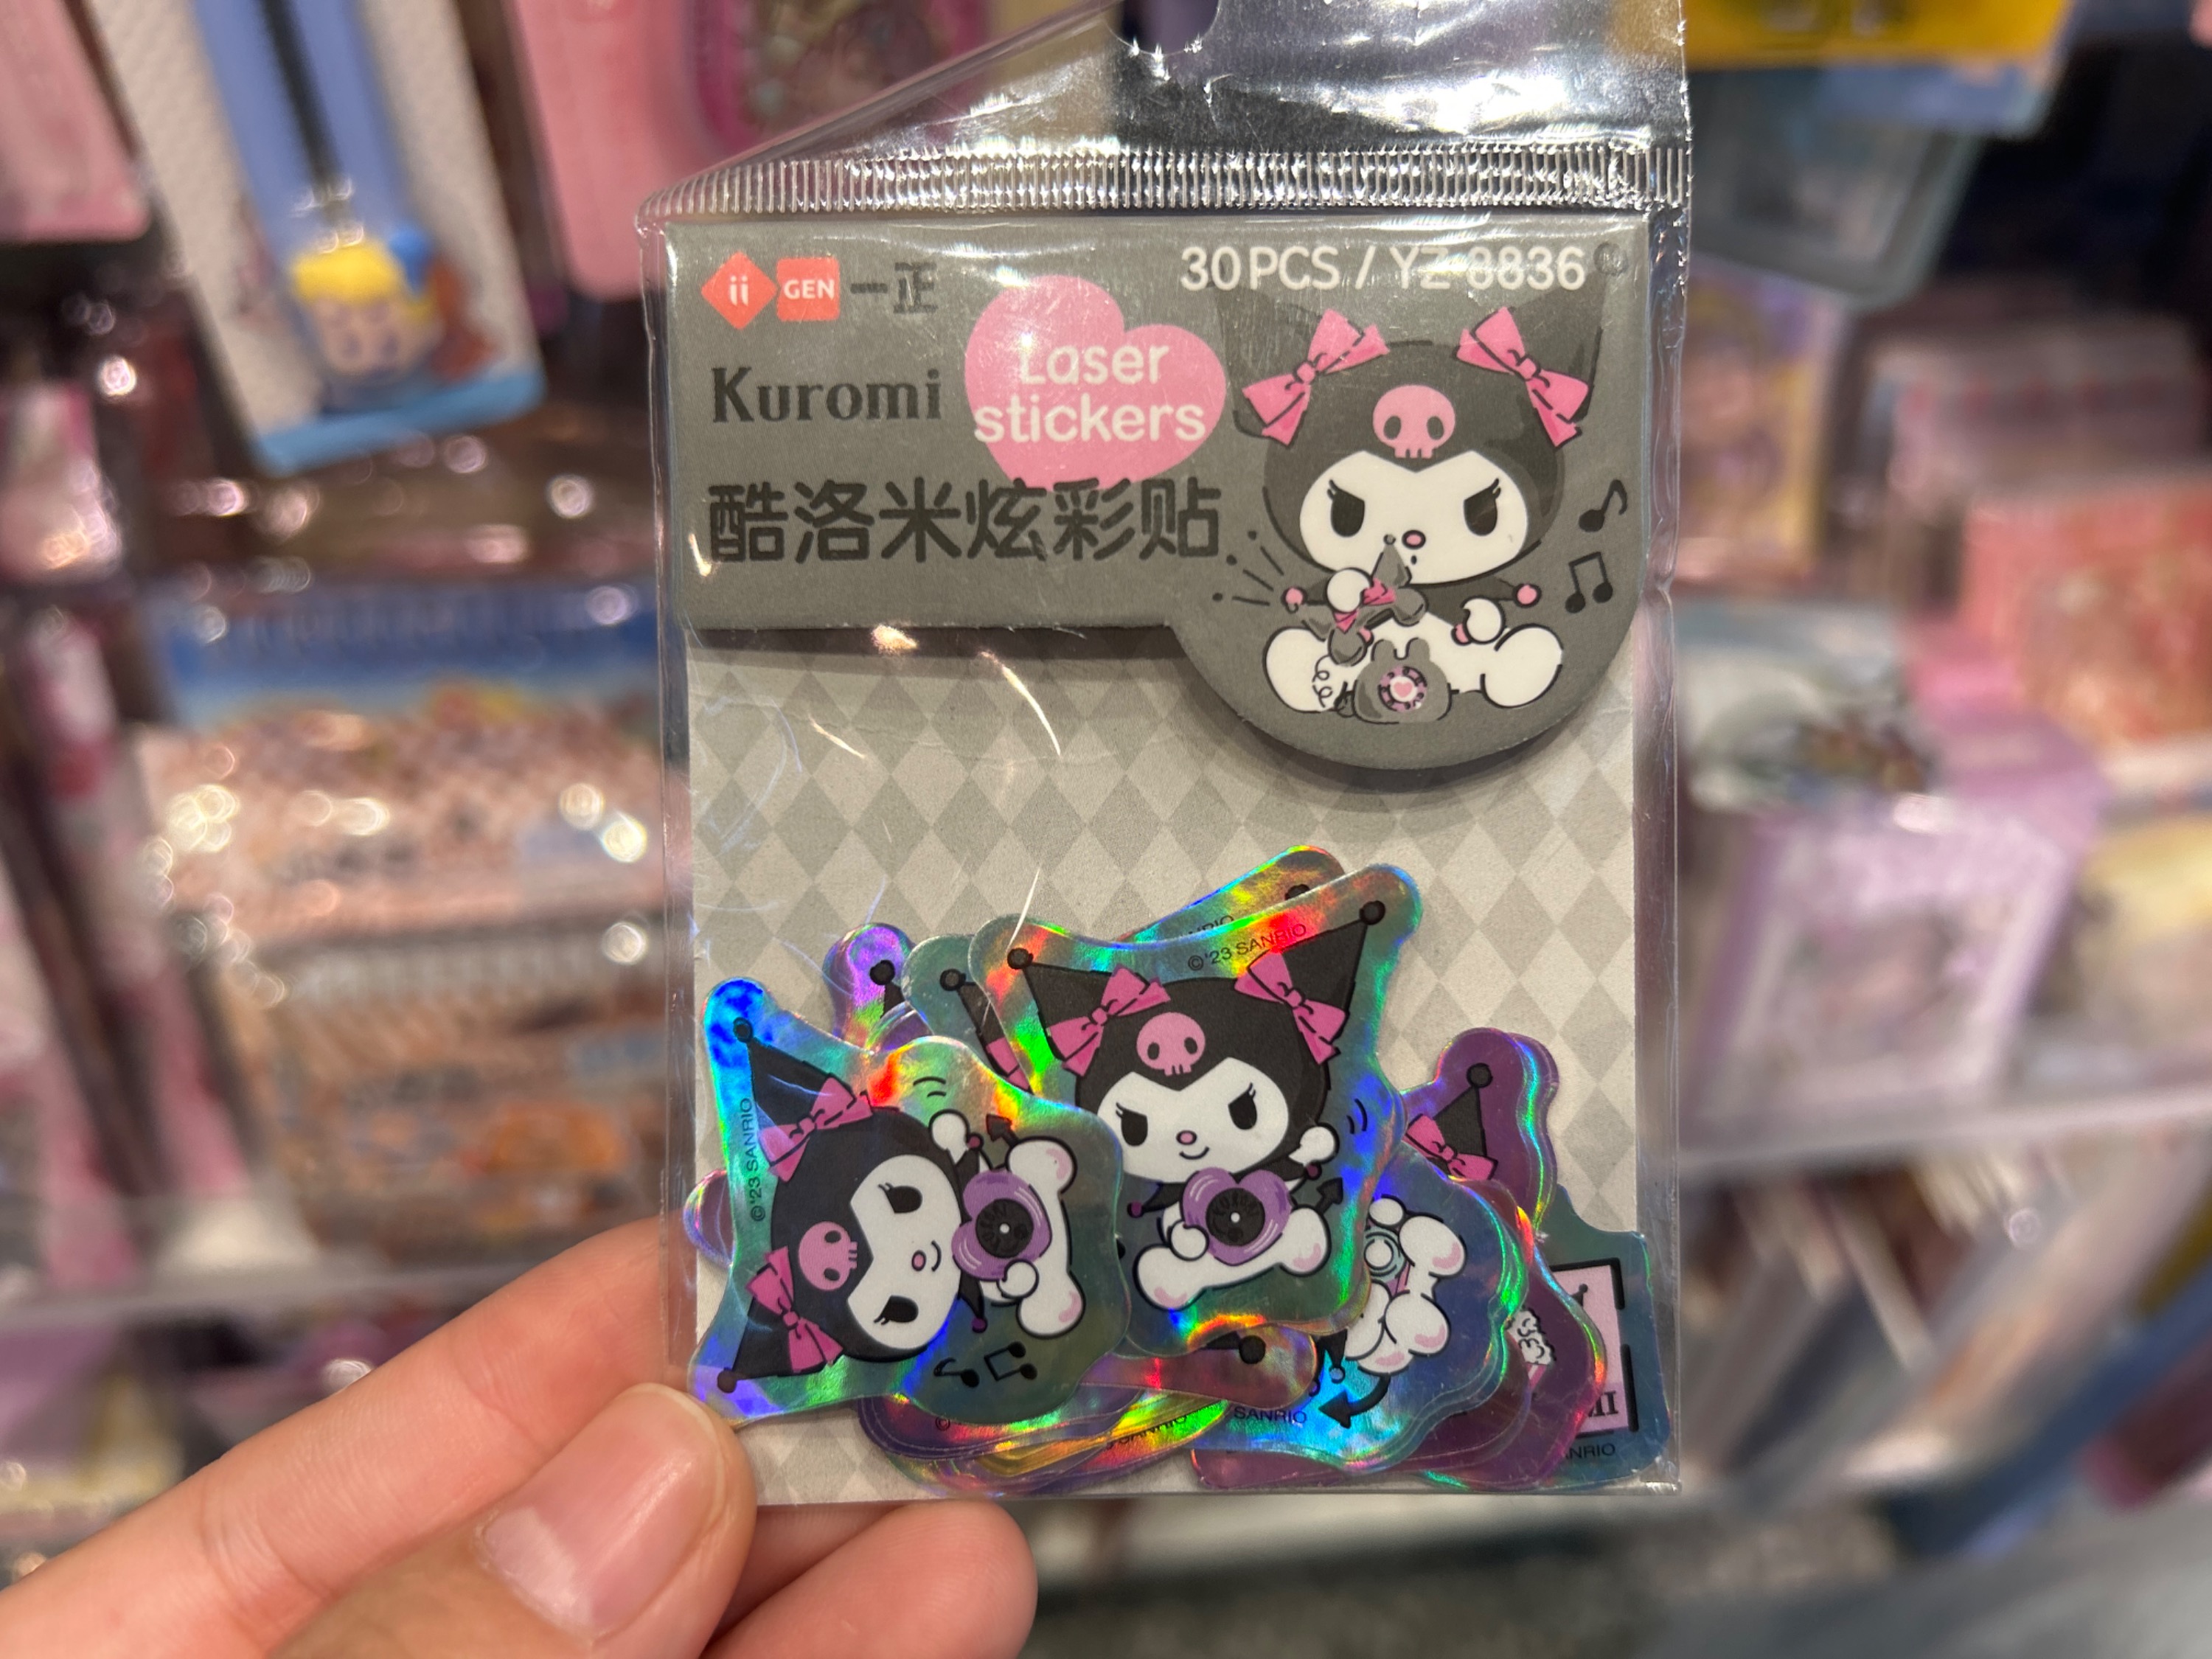 ii GEN 一正
30PCS / YZ-8836
Kuromi
Laser
stickers
酷洛米炫彩贴
©'23 SANRIO
©'23 SANRIO
SANRIO